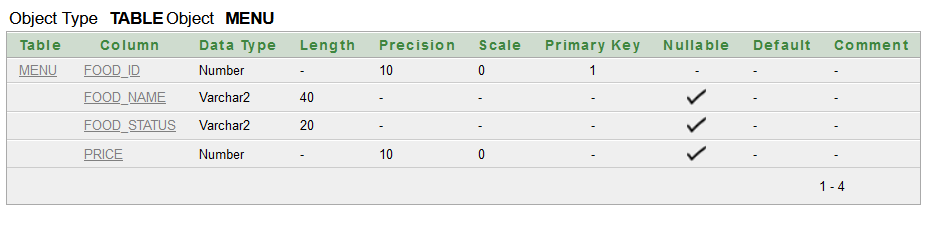 Object Type TABLE Object MENU
Table Column Data Type Length Precision Scale Primary Key Nullable Default Comment
MENU FOOD_ID Number - 10 0 1 - - -
FOOD_NAME Varchar2 40 - - - - -
FOOD_STATUS Varchar2 20 - - - - -
PRICE Number - 10 0 - - -
1 - 4